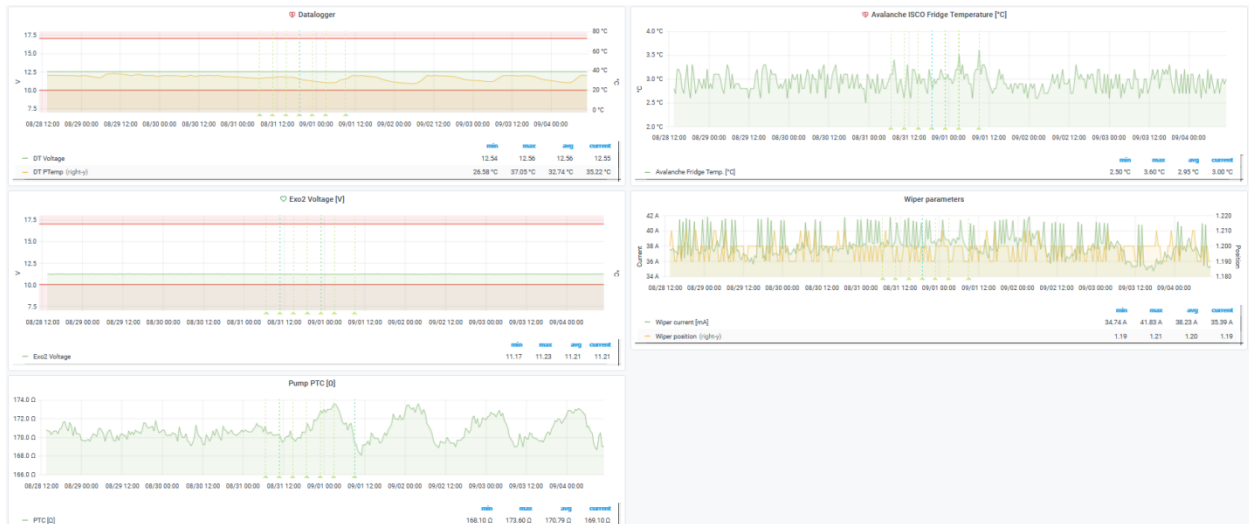 Datalogger
17.5
15.0
12.5
10.0
7.5
V
80 °C
60 °C
40 °C
20 °C
0 °C
°C
08/28 12:00 08/29 00:00 08/29 12:00 08/30 00:00 08/30 12:00 08/31 00:00 08/31 12:00 09/01 00:00 09/01 12:00 09/02 00:00 09/02 12:00 09/03 00:00 09/03 12:00 09/04 00:00
min max avg current
DT Voltage 12.54 12.56 12.56 12.55
DT PTemp (right-y) 26.58 °C 37.05 °C 32.74 °C 35.22 °C
Avalanche ISCO Fridge Temperature [°C]
4.0 °C
3.5 °C
3.0 °C
2.5 °C
2.0 °C
°C
08/28 12:00 08/29 00:00 08/29 12:00 08/30 00:00 08/30 12:00 08/31 00:00 08/31 12:00 09/01 00:00 09/01 12:00 09/02 00:00 09/02 12:00 09/03 00:00 09/03 12:00 09/04 00:00
min max avg current
Avalanche Fridge Temp. [°C] 2.50 °C 3.60 °C 2.95 °C 3.00 °C
Exo2 Voltage [V]
17.5
15.0
12.5
10.0
7.5
V
°C
08/28 12:00 08/29 00:00 08/29 12:00 08/30 00:00 08/30 12:00 08/31 00:00 08/31 12:00 09/01 00:00 09/01 12:00 09/02 00:00 09/02 12:00 09/03 00:00 09/03 12:00 09/04 00:00
min max avg current
Exo2 Voltage 11.17 11.23 11.21 11.21
Wiper parameters
42 A
40 A
38 A
36 A
34 A
Current
1.220
1.210
1.200
1.190
1.180
Position
08/28 12:00 08/29 00:00 08/29 12:00 08/30 00:00 08/30 12:00 08/31 00:00 08/31 12:00 09/01 00:00 09/01 12:00 09/02 00:00 09/02 12:00 09/03 00:00 09/03 12:00 09/04 00:00
min max avg current
Wiper current [mA] 34.74 A 41.83 A 38.23 A 35.39 A
Wiper position (right-y) 1.19 1.21 1.20 1.19
Pump PTC [Ω]
174.0 Ω
172.0 Ω
170.0 Ω
168.0 Ω
166.0 Ω
08/28 12:00 08/29 00:00 08/29 12:00 08/30 00:00 08/30 12:00 08/31 00:00 08/31 12:00 09/01 00:00 09/01 12:00 09/02 00:00 09/02 12:00 09/03 00:00 09/03 12:00 09/04 00:00
min max avg current
PTC [Ω] 168.10 Ω 173.60 Ω 170.79 Ω 169.10 Ω